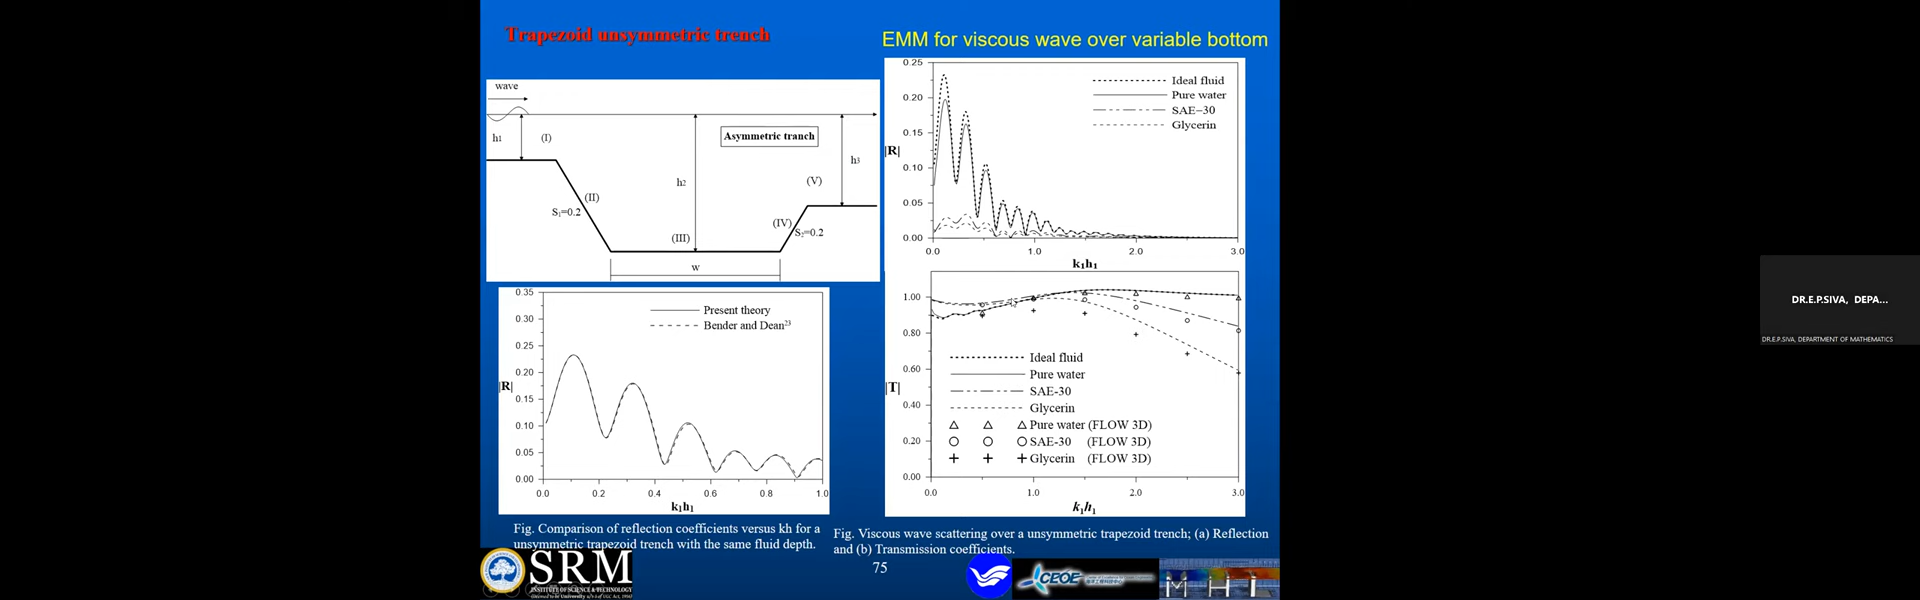 Trapezoid unsymmetric trench
EMM for viscous wave over variable bottom
wave
h1
(I)
Asymmetric tranch
h3
h2
(V)
(II)
S1=0.2
(IV)
S2=0.2
(III)
w
0.35
0.30
0.25
0.20
0.15
0.10
0.05
0.00
|R|
Present theory
Bender and Dean23
0.0 0.2 0.4 0.6 0.8 1.0
k1h1
Fig. Comparison of reflection coefficients versus kh for a
unsymmetric trapezoid trench with the same fluid depth.
0.25
0.20
0.15
0.10
0.05
0.00
|R|
Ideal fluid
Pure water
SAE-30
Glycerin
0.0 1.0 2.0 3.0
k1h1
1.00
0.80
0.60
0.40
0.20
0.00
|T|
Ideal fluid
Pure water
SAE-30
Glycerin
Pure water (FLOW 3D)
SAE-30 (FLOW 3D)
Glycerin (FLOW 3D)
0.0 1.0 2.0 3.0
k1h1
Fig. Viscous wave scattering over a unsymmetric trapezoid trench; (a) Reflection
and (b) Transmission coefficients.
75
SRM
INSTITUTE OF SCIENCE & TECHNOLOGY
CEOE
M H I
DR.E.P.SIVA, DEPA...
DR.E.P.SIVA, DEPARTMENT OF MATHEMATICS